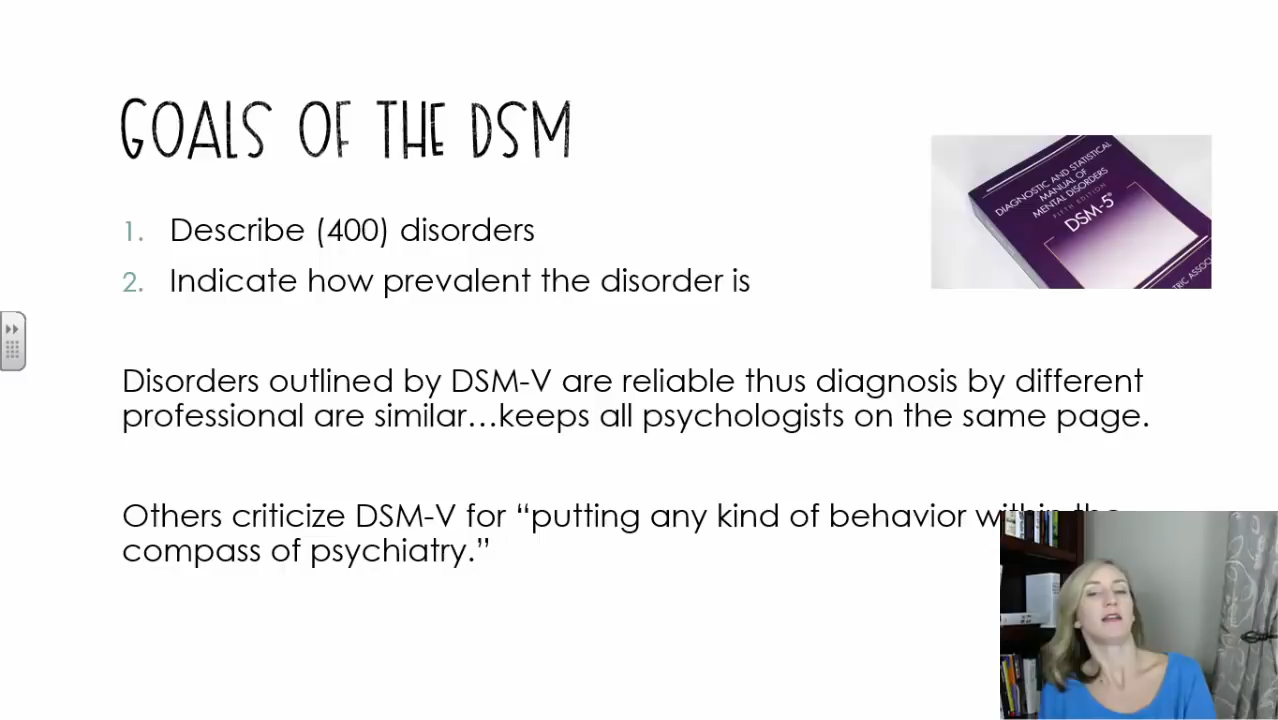 GOALS OF THE DSM
1. Describe (400) disorders
2. Indicate how prevalent the disorder is
DIAGNOSTIC AND STATISTICAL
MANUAL OF
MENTAL DISORDERS
FIFTH EDITION
DSM-5®
Disorders outlined by DSM-V are reliable thus diagnosis by different
professional are similar…keeps all psychologists on the same page.
Others criticize DSM-V for “putting any kind of behavior within the
compass of psychiatry.”